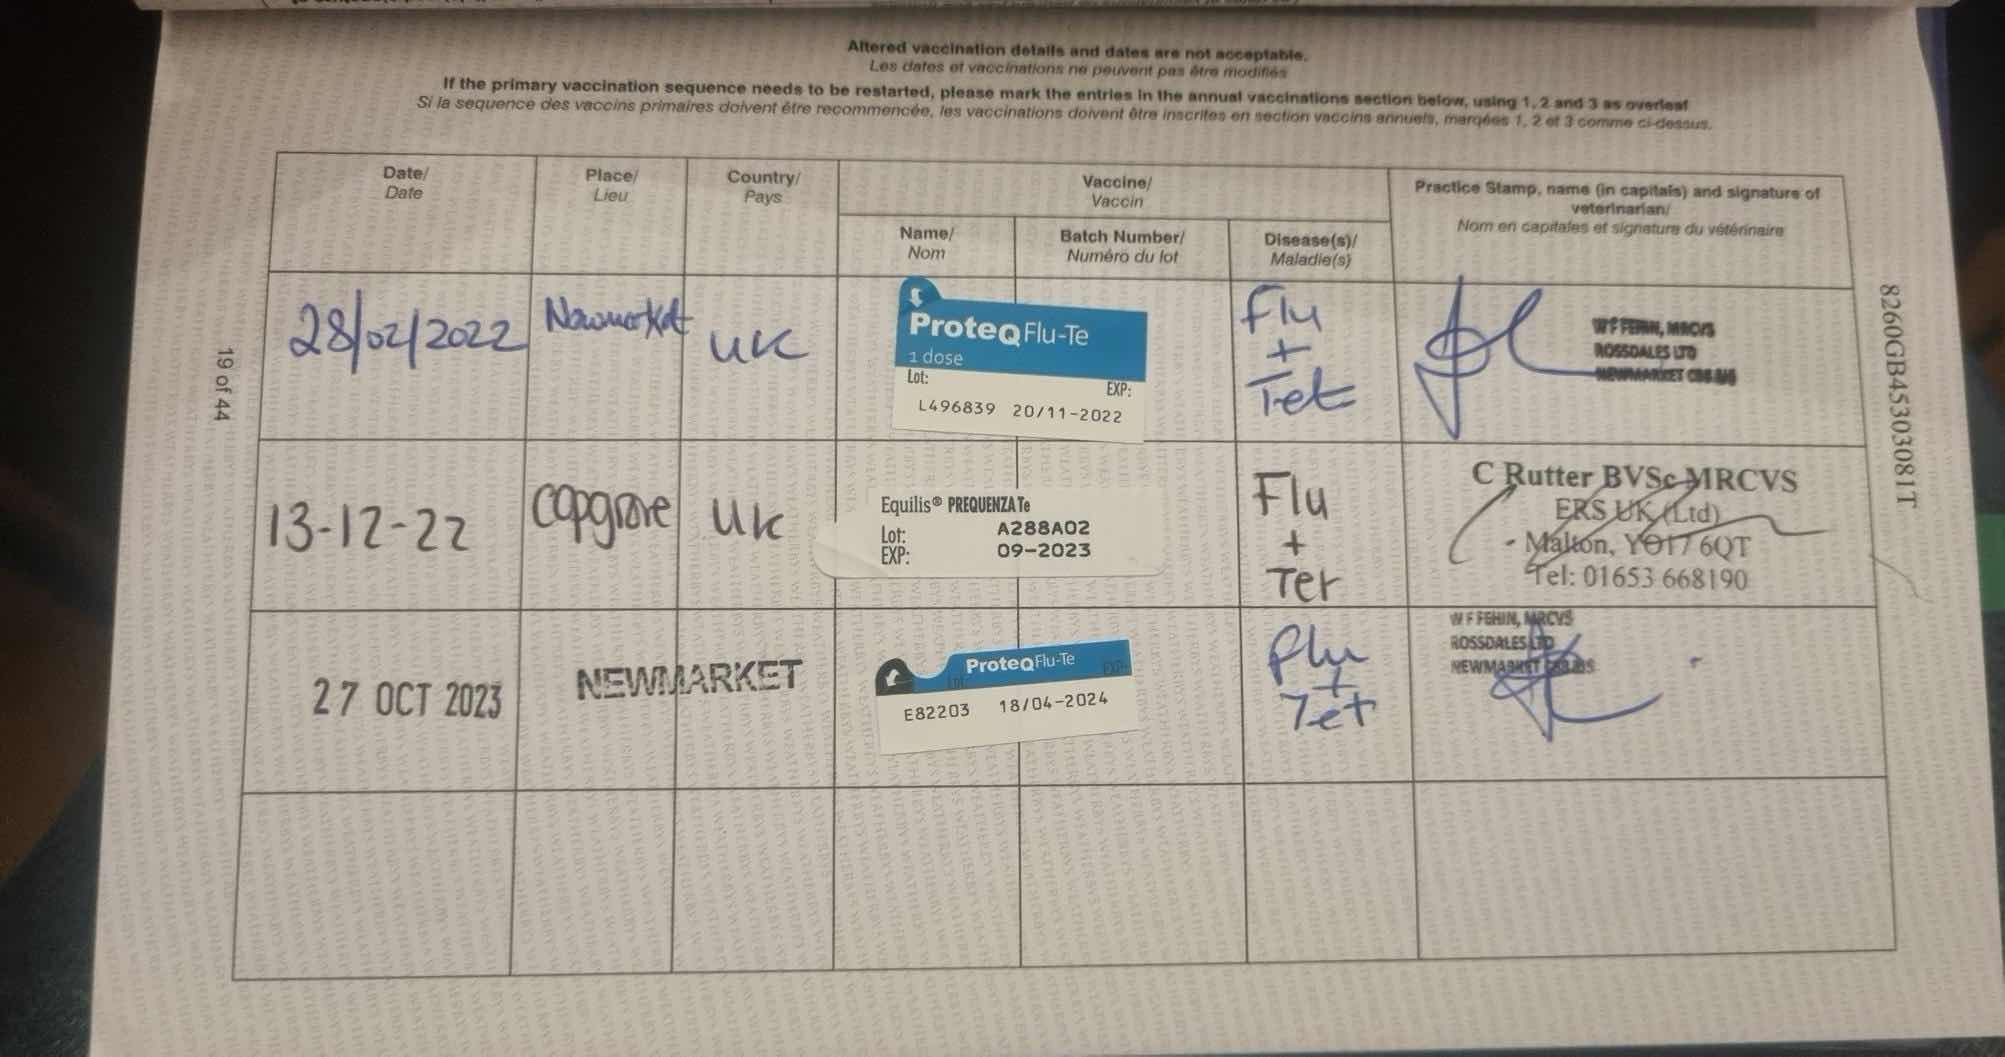 Altered vaccination details and dates are not acceptable.
Les dates et vaccinations ne peuvent pas être modifiés
If the primary vaccination sequence needs to be restarted, please mark the entries in the annual vaccinations section below, using 1, 2 and 3 as overleaf
Si la sequence des vaccins primaires doivent être recommencée, les vaccinations doivent être inscrites en section vaccins annuels, marqées 1, 2 et 3 comme ci-dessus.
Date/
Date
Place/
Lieu
Country/
Pays
Vaccine/
Vaccin
Practice Stamp, name (in capitals) and signature of
veterinarian/
Nom en capitales et signature du vétérinaire
Name/
Nom
Batch Number/
Numéro du lot
Disease(s)/
Maladie(s)
28/02/2022
Newmarket
UK
ProteqFlu-Te
1 dose
Lot:
EXP:
L496839 20/11-2022
Flu
+
Tet
W F FEHIN, MRCVS
ROSSDALES LTD
NEWMARKET
13-12-22
Copgrove
UK
Equilis® PREQUENZA Te
Lot: A288A02
EXP: 09-2023
Flu
+
Tet
C Rutter BVSc MRCVS
ERS UK (Ltd)
Malton, YO17 6QT
Tel: 01653 668190
27 OCT 2023
NEWMARKET
ProteqFlu-Te
E82203 18/04-2024
Flu
+
Tet
W F FEHIN, MRCVS
ROSSDALES LTD
NEWMARKET
19 of 44
8260GB45303081T